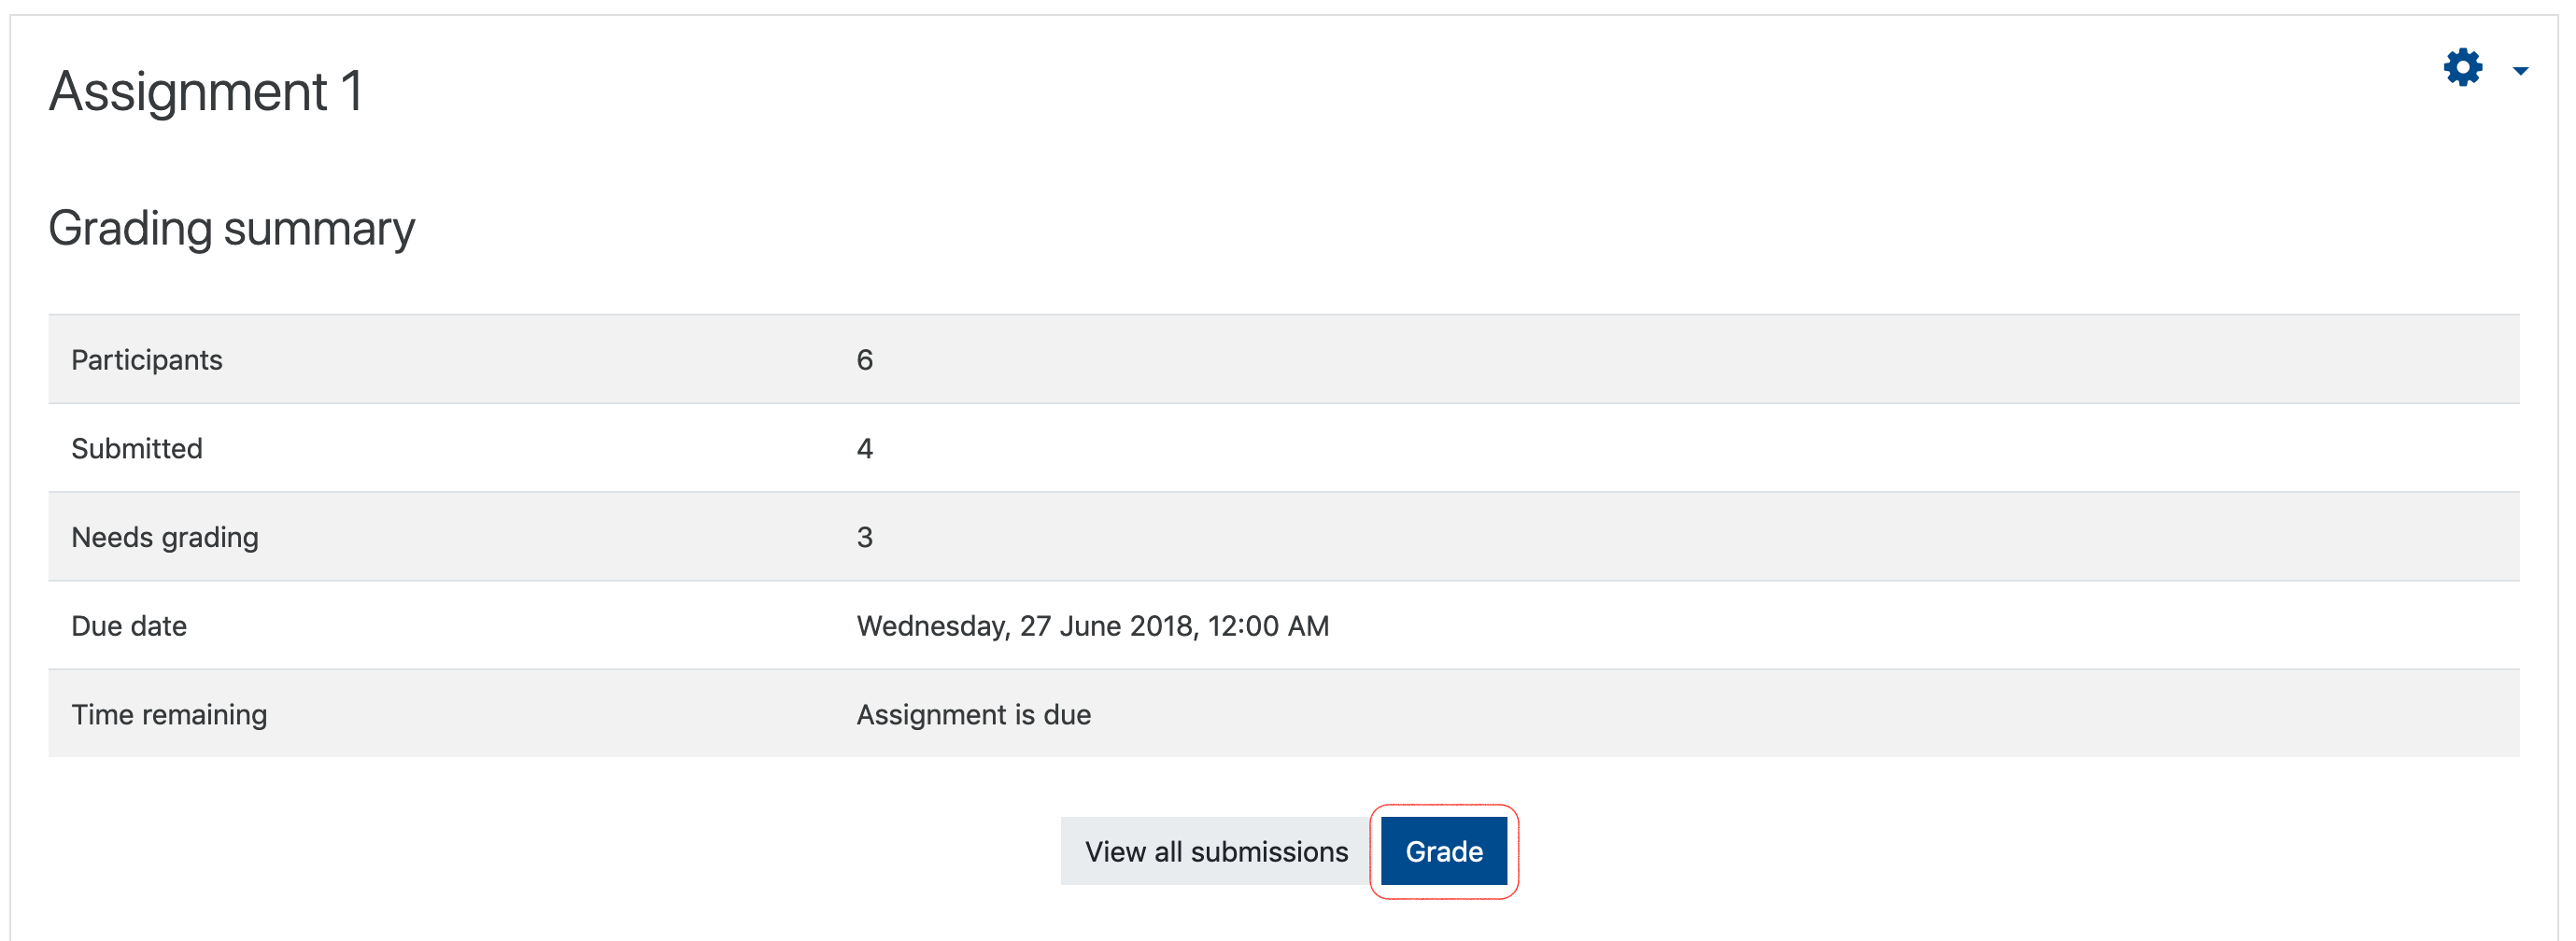 Assignment 1
Grading summary
Participants 6
Submitted 4
Needs grading 3
Due date Wednesday, 27 June 2018, 12:00 AM
Time remaining Assignment is due
View all submissions Grade